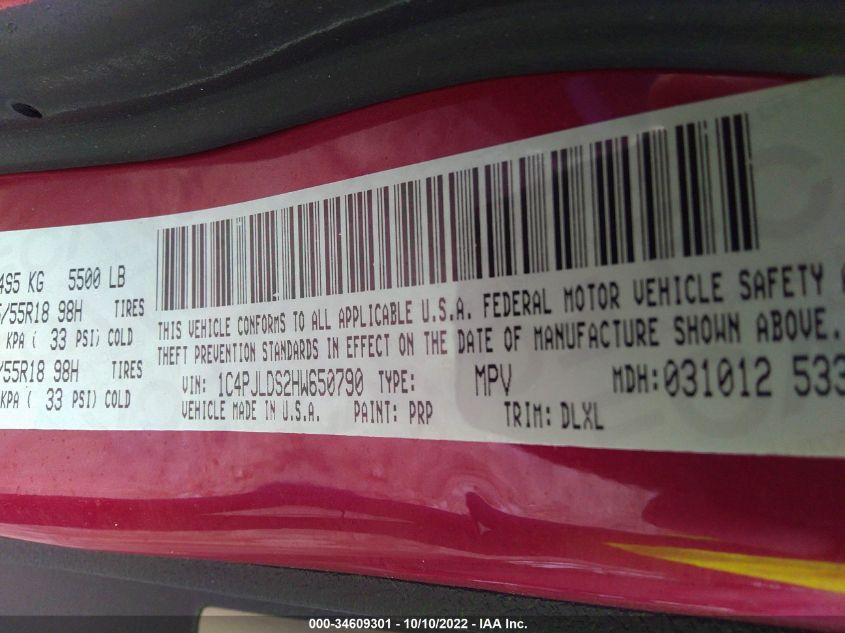 495 KG 5500 LB
/55R18 98H TIRES
KPA ( 33 PSI) COLD
/55R18 98H TIRES
KPA ( 33 PSI) COLD
THIS VEHICLE CONFORMS TO ALL APPLICABLE U.S.A. FEDERAL MOTOR VEHICLE SAFETY
THEFT PREVENTION STANDARDS IN EFFECT ON THE DATE OF MANUFACTURE SHOWN ABOVE.
VIN: 1C4PJLDS2HW650790 TYPE: MPV MDH: 031012 533
VEHICLE MADE IN U.S.A. PAINT: PRP TRIM: DLXL
000-34609301 - 10/10/2022 - IAA Inc.